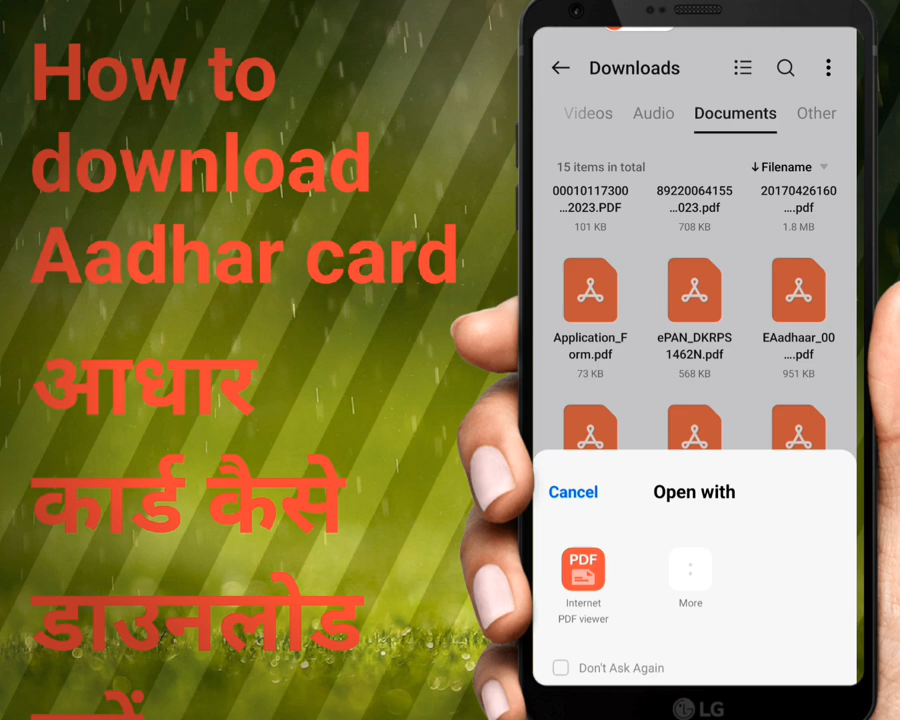 How to
download
Aadhar card
आधार
कार्ड कैसे
डाउनलोड
Downloads
Videos Audio Documents Other
15 items in total Filename
00010117300 89220064155 20170426160
...2023.PDF ...023.pdf ....pdf
101 KB 708 KB 1.8 MB
Application_F ePAN_DKRPS EAadhaar_00
orm.pdf 1462N.pdf ....pdf
73 KB 568 KB 951 KB
Cancel Open with
PDF
Internet More
PDF viewer
Don't Ask Again
LG